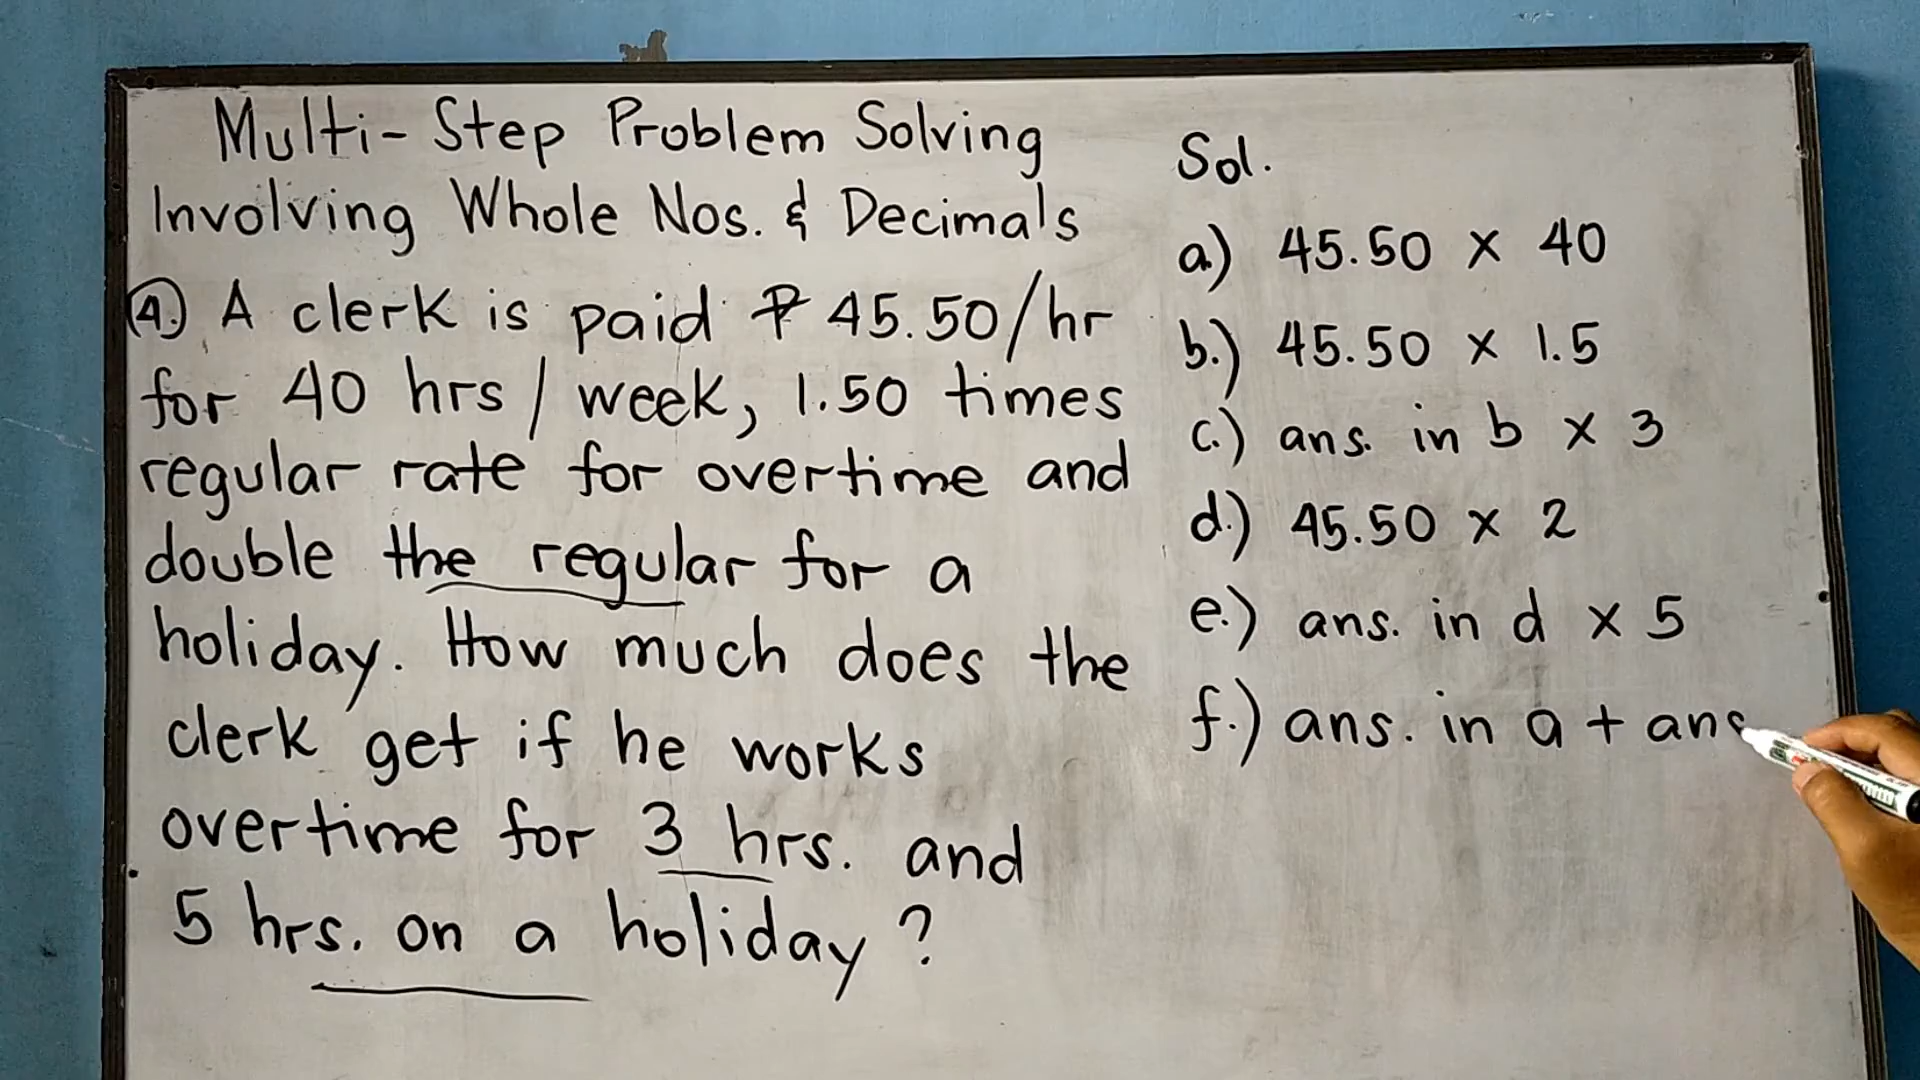 Multi-Step Problem Solving
Involving Whole Nos. & Decimals
4.) A clerk is paid ₱45.50/hr
for 40 hrs/week, 1.50 times
regular rate for overtime and
double the regular for a
holiday. How much does the
clerk get if he works
overtime for 3 hrs. and
5 hrs. on a holiday?
Sol.
a.) 45.50 x 40
b.) 45.50 x 1.5
c.) ans. in b x 3
d.) 45.50 x 2
e.) ans. in d x 5
f.) ans. in a + ans